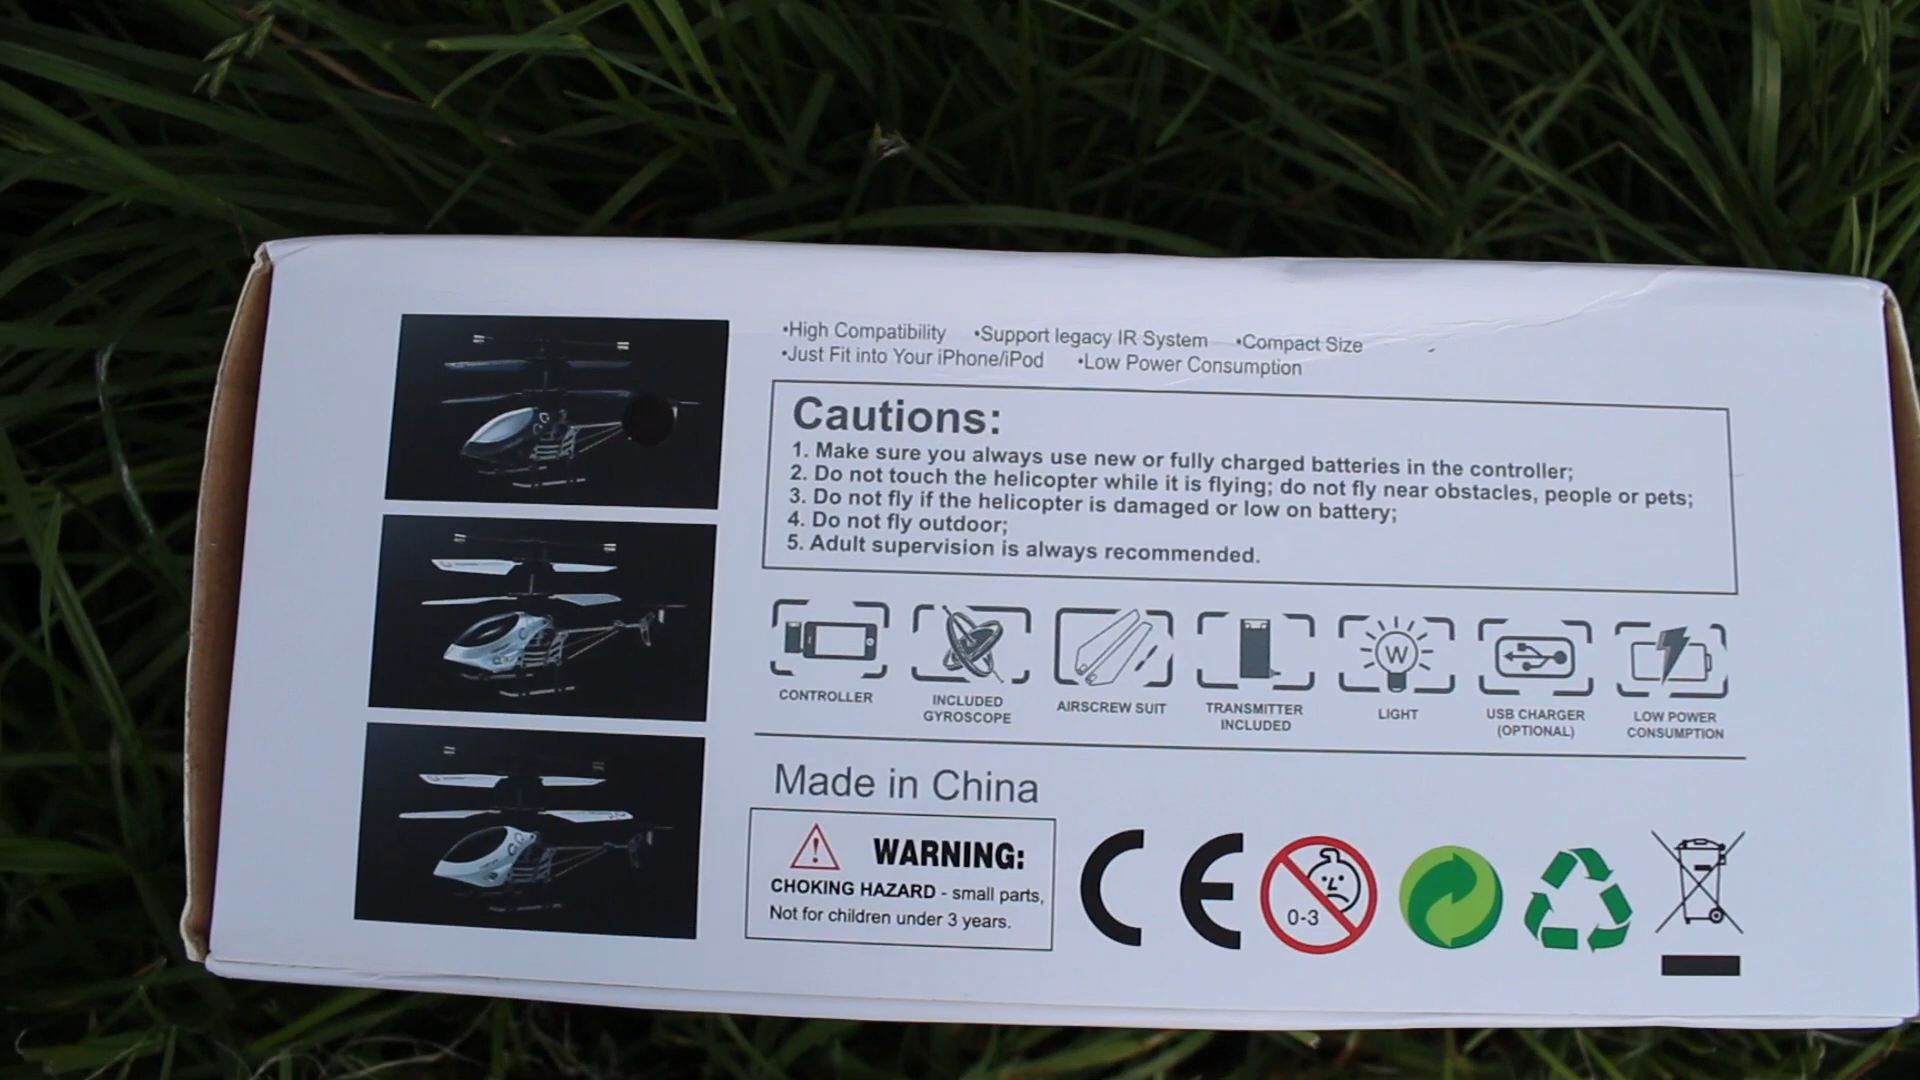 •High Compatibility •Support legacy IR System •Compact Size
•Just Fit into Your iPhone/iPod •Low Power Consumption
Cautions:
1. Make sure you always use new or fully charged batteries in the controller;
2. Do not touch the helicopter while it is flying; do not fly near obstacles, people or pets;
3. Do not fly if the helicopter is damaged or low on battery;
4. Do not fly outdoor;
5. Adult supervision is always recommended.
W
CONTROLLER
INCLUDED
GYROSCOPE
AIRSCREW SUIT
TRANSMITTER
INCLUDED
LIGHT
USB CHARGER
(OPTIONAL)
LOW POWER
CONSUMPTION
Made in China
WARNING:
CHOKING HAZARD - small parts,
Not for children under 3 years.
CE
0-3